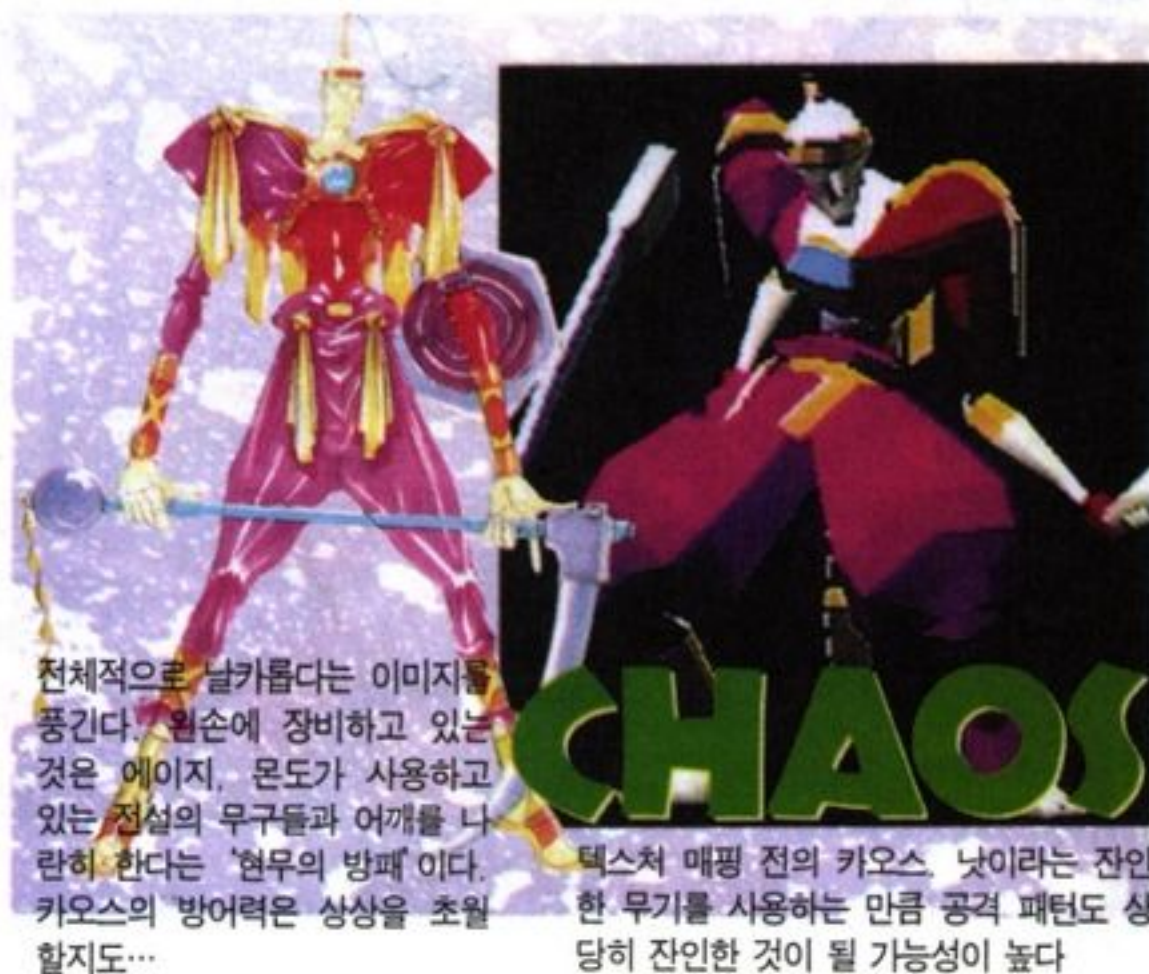 CHAOS
전체적으로 날카롭다는 이미지를
풍긴다. 왼손에 장비하고 있는
것은 에이지, 몬도가 사용하고
있는 전설의 무구들과 어깨를 나
란히 한다는 '현무의 방패'이다.
카오스의 방어력은 상상을 초월
할지도…
텍스처 매핑 전의 카오스. 낫이라는 잔인
한 무기를 사용하는 만큼 공격 패턴도 상
당히 잔인한 것이 될 가능성이 높다